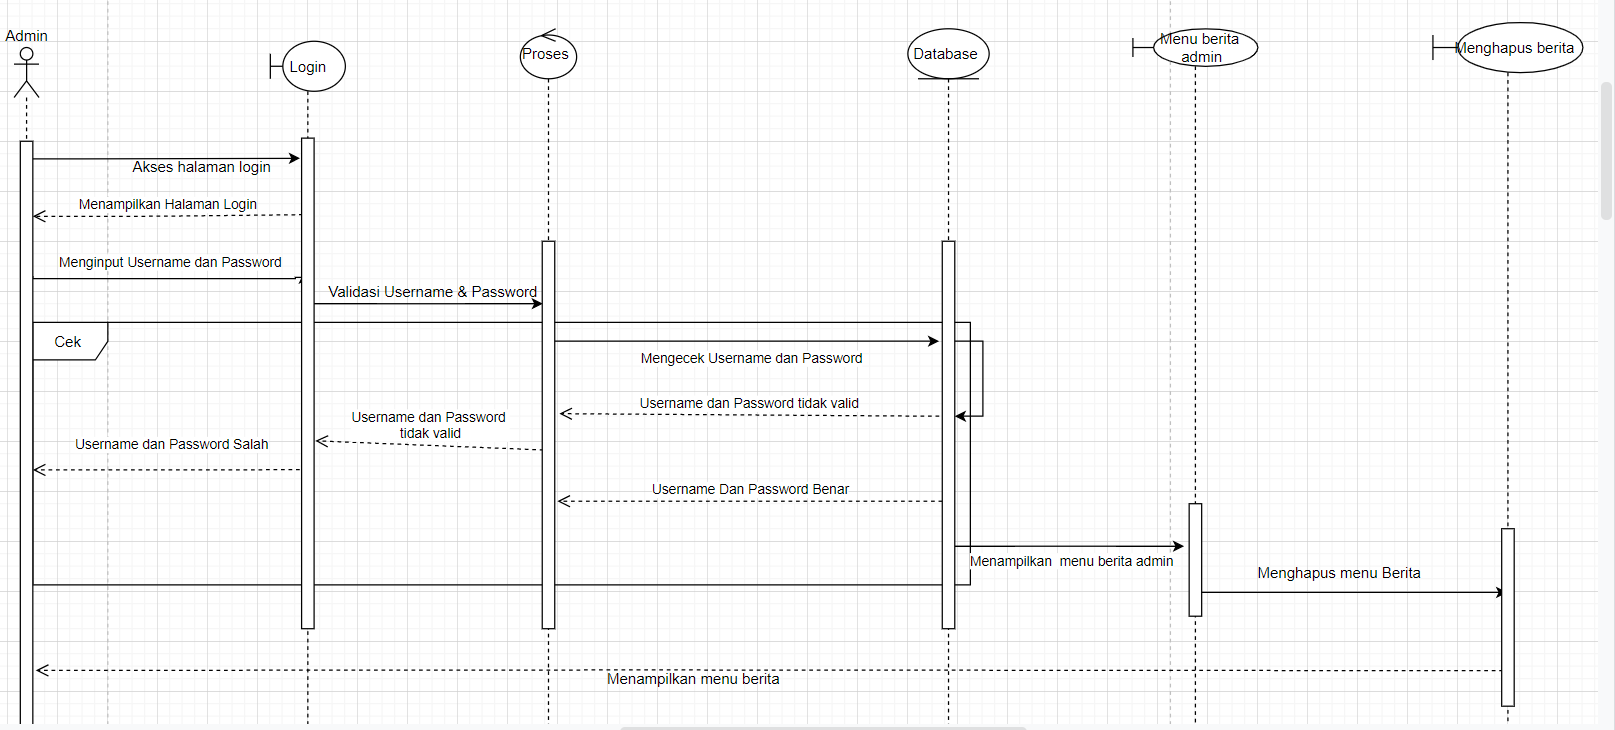 Admin
Login
Proses
Database
Menu berita
admin
Menghapus berita
Akses halaman login
Menampilkan Halaman Login
Menginput Username dan Password
Validasi Username & Password
Cek
Mengecek Username dan Password
Username dan Password tidak valid
Username dan Password
tidak valid
Username dan Password Salah
Username Dan Password Benar
Menampilkan  menu berita admin
Menghapus menu Berita
Menampilkan menu berita